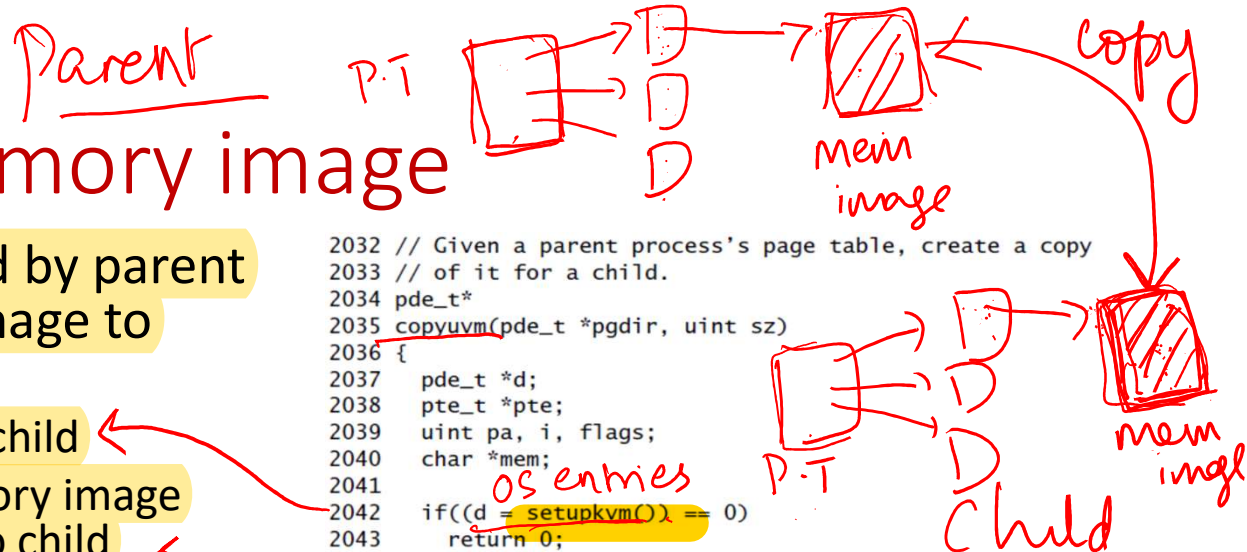 Parent
P.T
copy
mem
image
mory image
d by parent
nage to
child
ory image
o child
2032 // Given a parent process's page table, create a copy
2033 // of it for a child.
2034 pde_t*
2035 copyuvm(pde_t *pgdir, uint sz)
2036 {
2037 pde_t *d;
2038 pte_t *pte;
2039 uint pa, i, flags;
2040 char *mem;
2041
OS entries
2042 if((d = setupkvm()) == 0)
2043 return 0;
P.T
mem
imge
Child